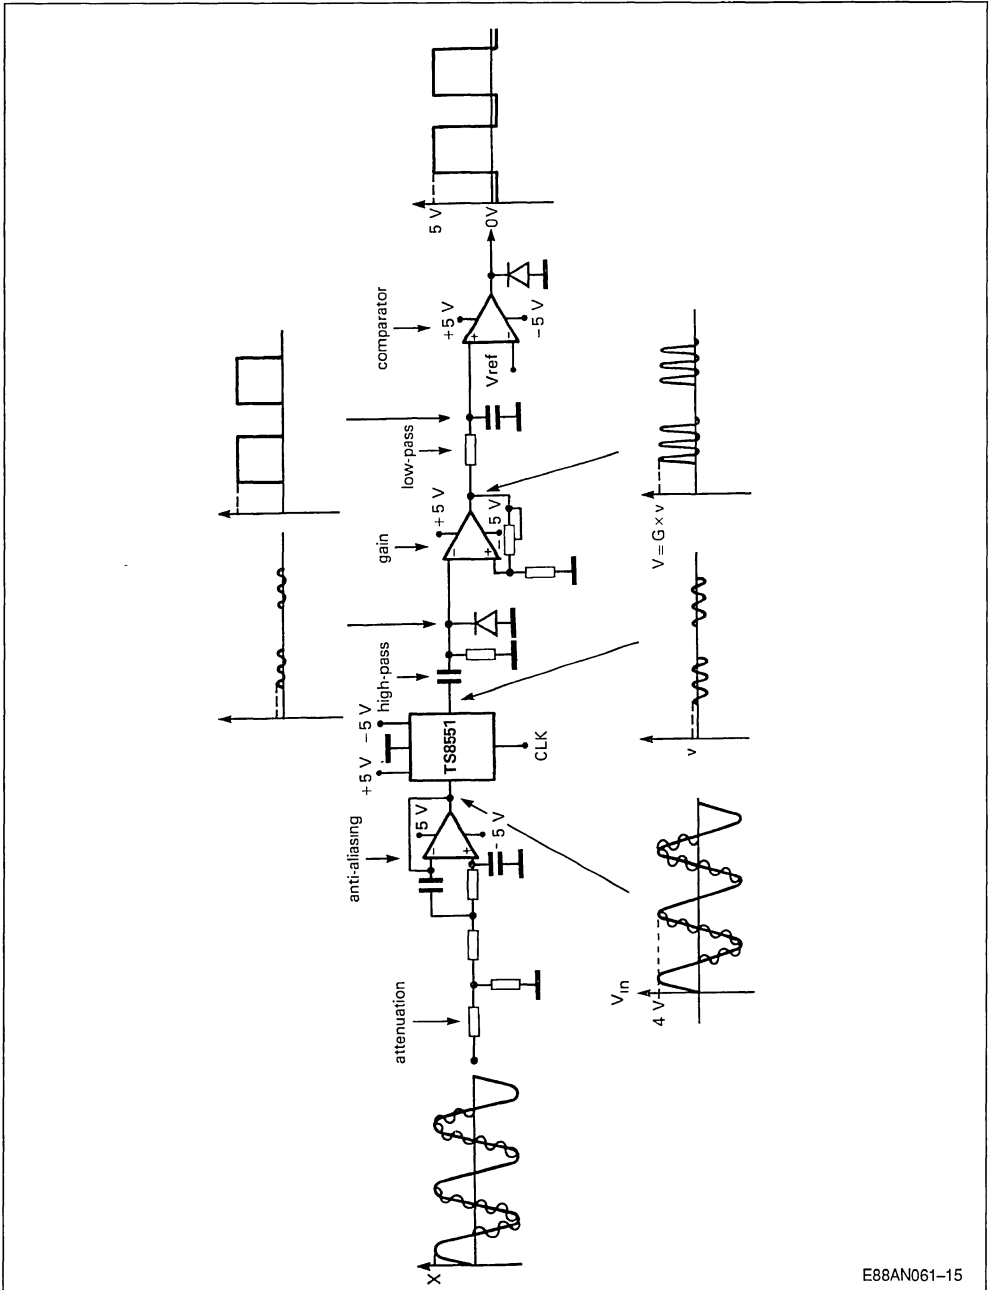 X
attenuation
anti-aliasing
5 V
-
+
- 5 V
+5 V
- 5 V
TS8551
CLK
high-pass
gain
+5 V
-
+
- 5 V
low-pass
comparator
+5 V
+
-
Vref
- 5 V
5 V
0V
Vin
4 V
v
V = G × v
E88AN061-15